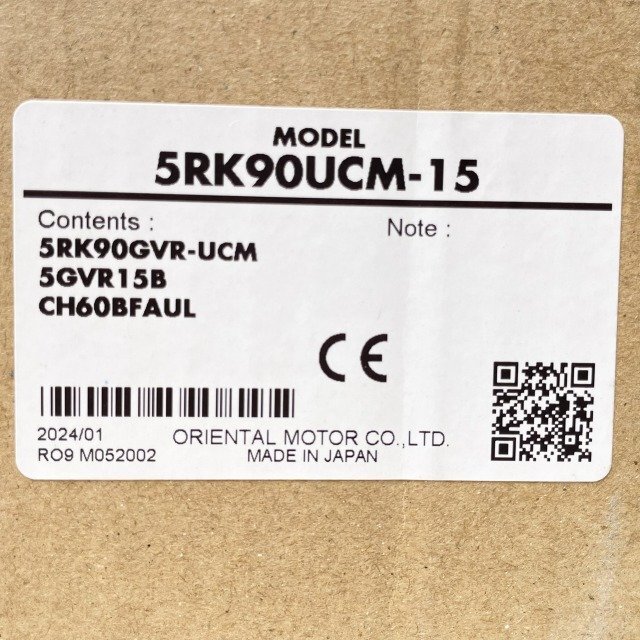 MODEL
5RK90UCM-15
Contents :
Note :
5RK90GVR-UCM
5GVR15B
CH60BFAUL
CE
2024/01
ORIENTAL MOTOR CO.,LTD.
RO9 M052002
MADE IN JAPAN